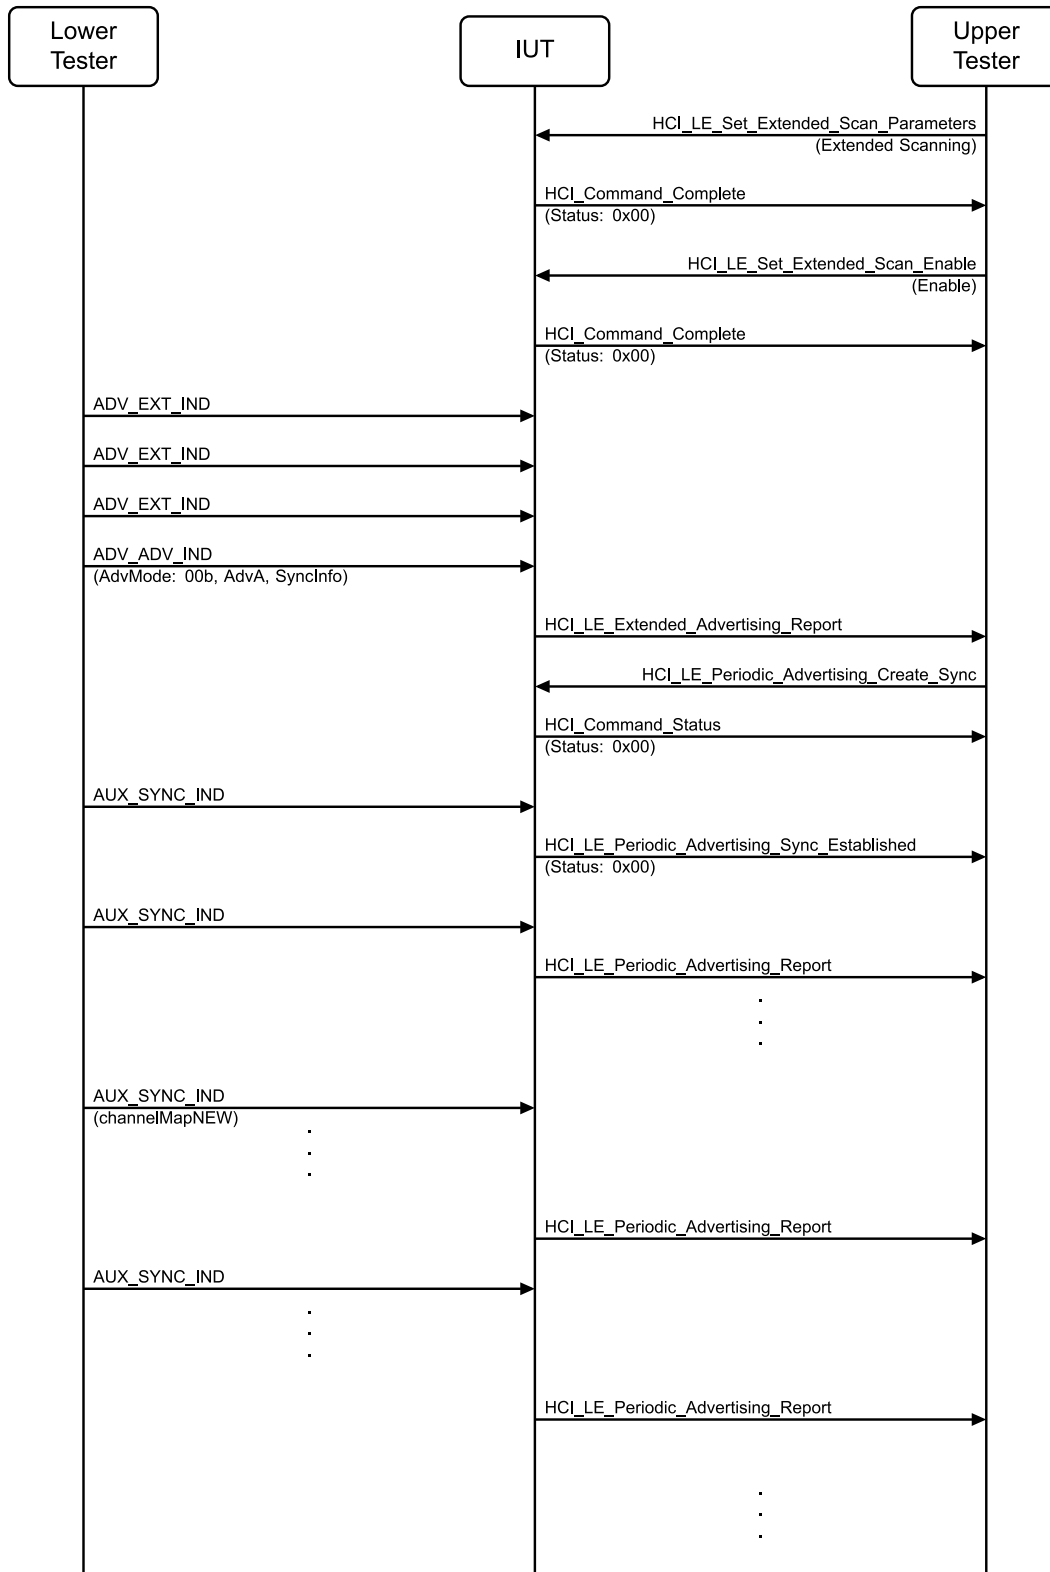 Lower
Tester
IUT
Upper
Tester
HCI_LE_Set_Extended_Scan_Parameters
(Extended Scanning)
HCI_Command_Complete
(Status: 0x00)
HCI_LE_Set_Extended_Scan_Enable
(Enable)
HCI_Command_Complete
(Status: 0x00)
ADV_EXT_IND
ADV_EXT_IND
ADV_EXT_IND
ADV_ADV_IND
(AdvMode: 00b, AdvA, SyncInfo)
HCI_LE_Extended_Advertising_Report
HCI_LE_Periodic_Advertising_Create_Sync
HCI_Command_Status
(Status: 0x00)
AUX_SYNC_IND
HCI_LE_Periodic_Advertising_Sync_Established
(Status: 0x00)
AUX_SYNC_IND
HCI_LE_Periodic_Advertising_Report
AUX_SYNC_IND
(channelMapNEW)
HCI_LE_Periodic_Advertising_Report
AUX_SYNC_IND
HCI_LE_Periodic_Advertising_Report